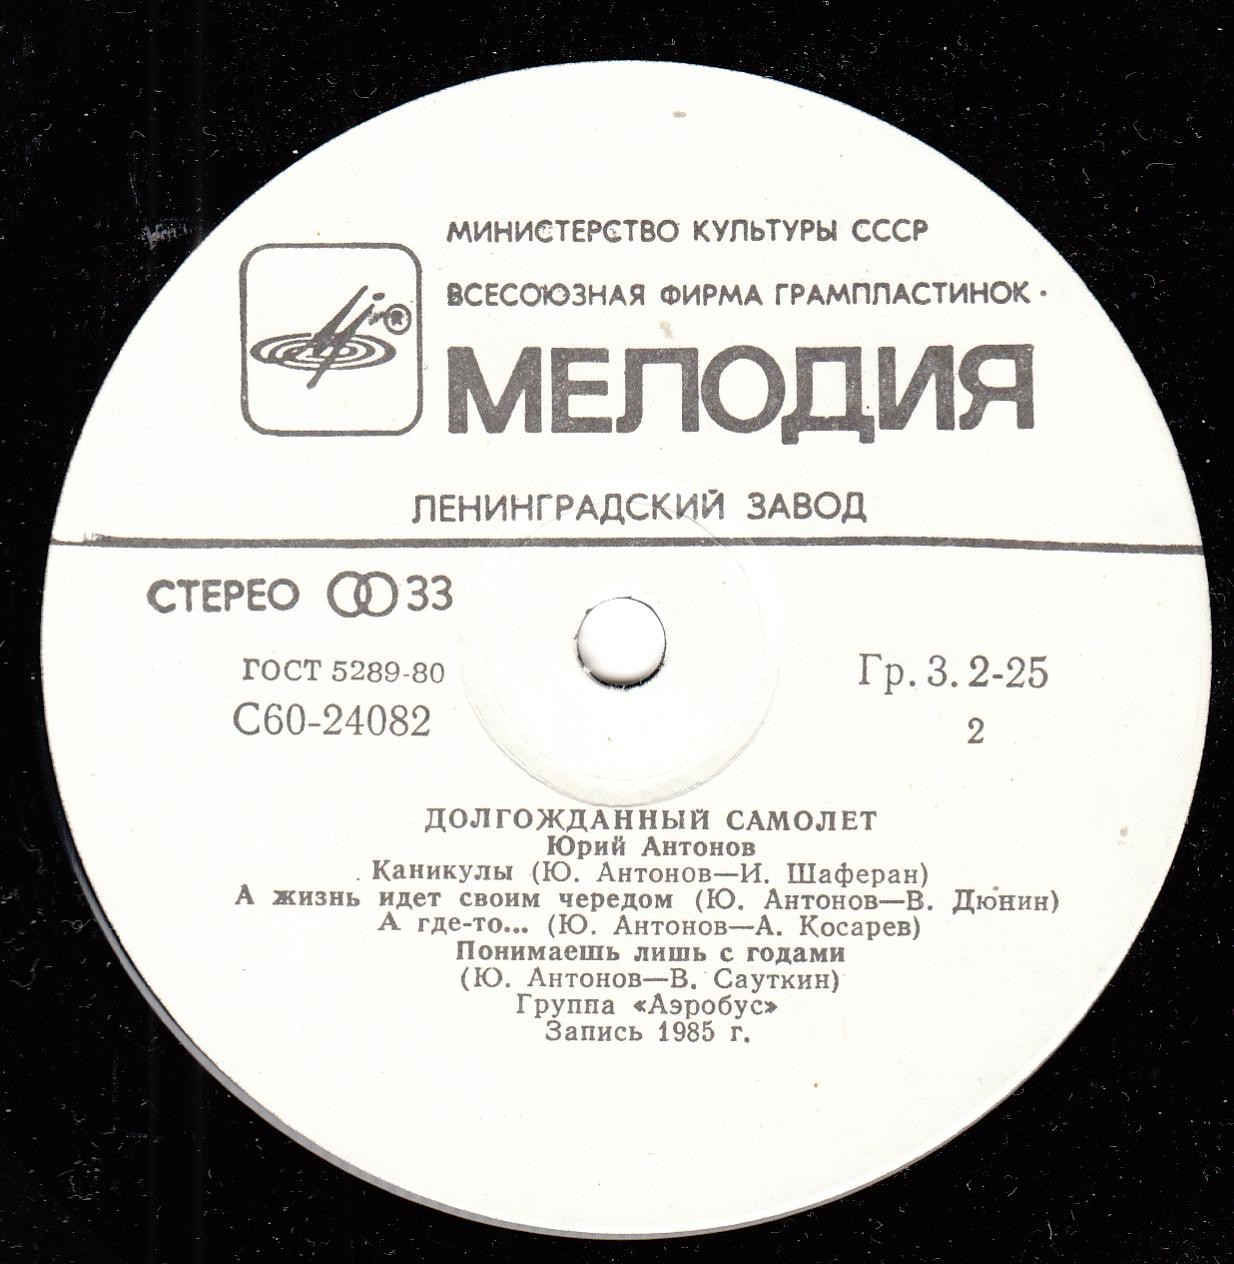 МИНИСТЕРСТВО КУЛЬТУРЫ СССР
ВСЕСОЮЗНАЯ ФИРМА ГРАМПЛАСТИНОК
®
МЕЛОДИЯ
ЛЕНИНГРАДСКИЙ ЗАВОД
СТЕРЕО 33
ГОСТ 5289-80
Гр. 3. 2-25
С60-24082
2
ДОЛГОЖДАННЫЙ САМОЛЕТ
Юрий Антонов
Каникулы (Ю. Антонов—И. Шаферан)
А жизнь идет своим чередом (Ю. Антонов—В. Дюнин)
А где-то... (Ю. Антонов—А. Косарев)
Понимаешь лишь с годами
(Ю. Антонов—В. Сауткин)
Группа «Аэробус»
Запись 1985 г.